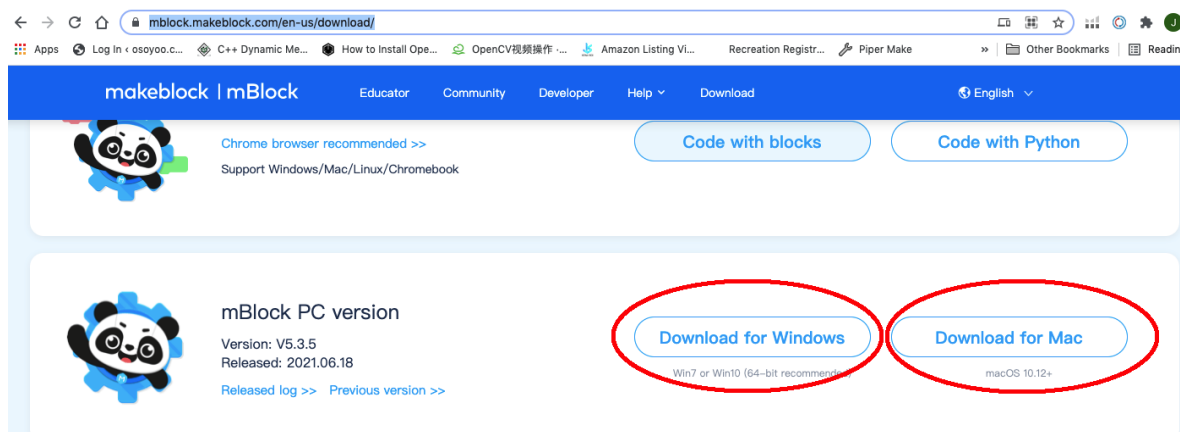 mblock.makeblock.com/en-us/download/
Apps Log In ‹ osoyoo.c... C++ Dynamic Me... How to Install Ope... OpenCV视频操作 -... Amazon Listing Vi... Recreation Registr... Piper Make » Other Bookmarks Readin
makeblock | mBlock Educator Community Developer Help Download English
Chrome browser recommended >>
Support Windows/Mac/Linux/Chromebook
Code with blocks Code with Python
mBlock PC version
Version: V5.3.5
Released: 2021.06.18
Released log >> Previous version >>
Download for Windows Download for Mac
Win7 or Win10 (64-bit recommended) macOS 10.12+